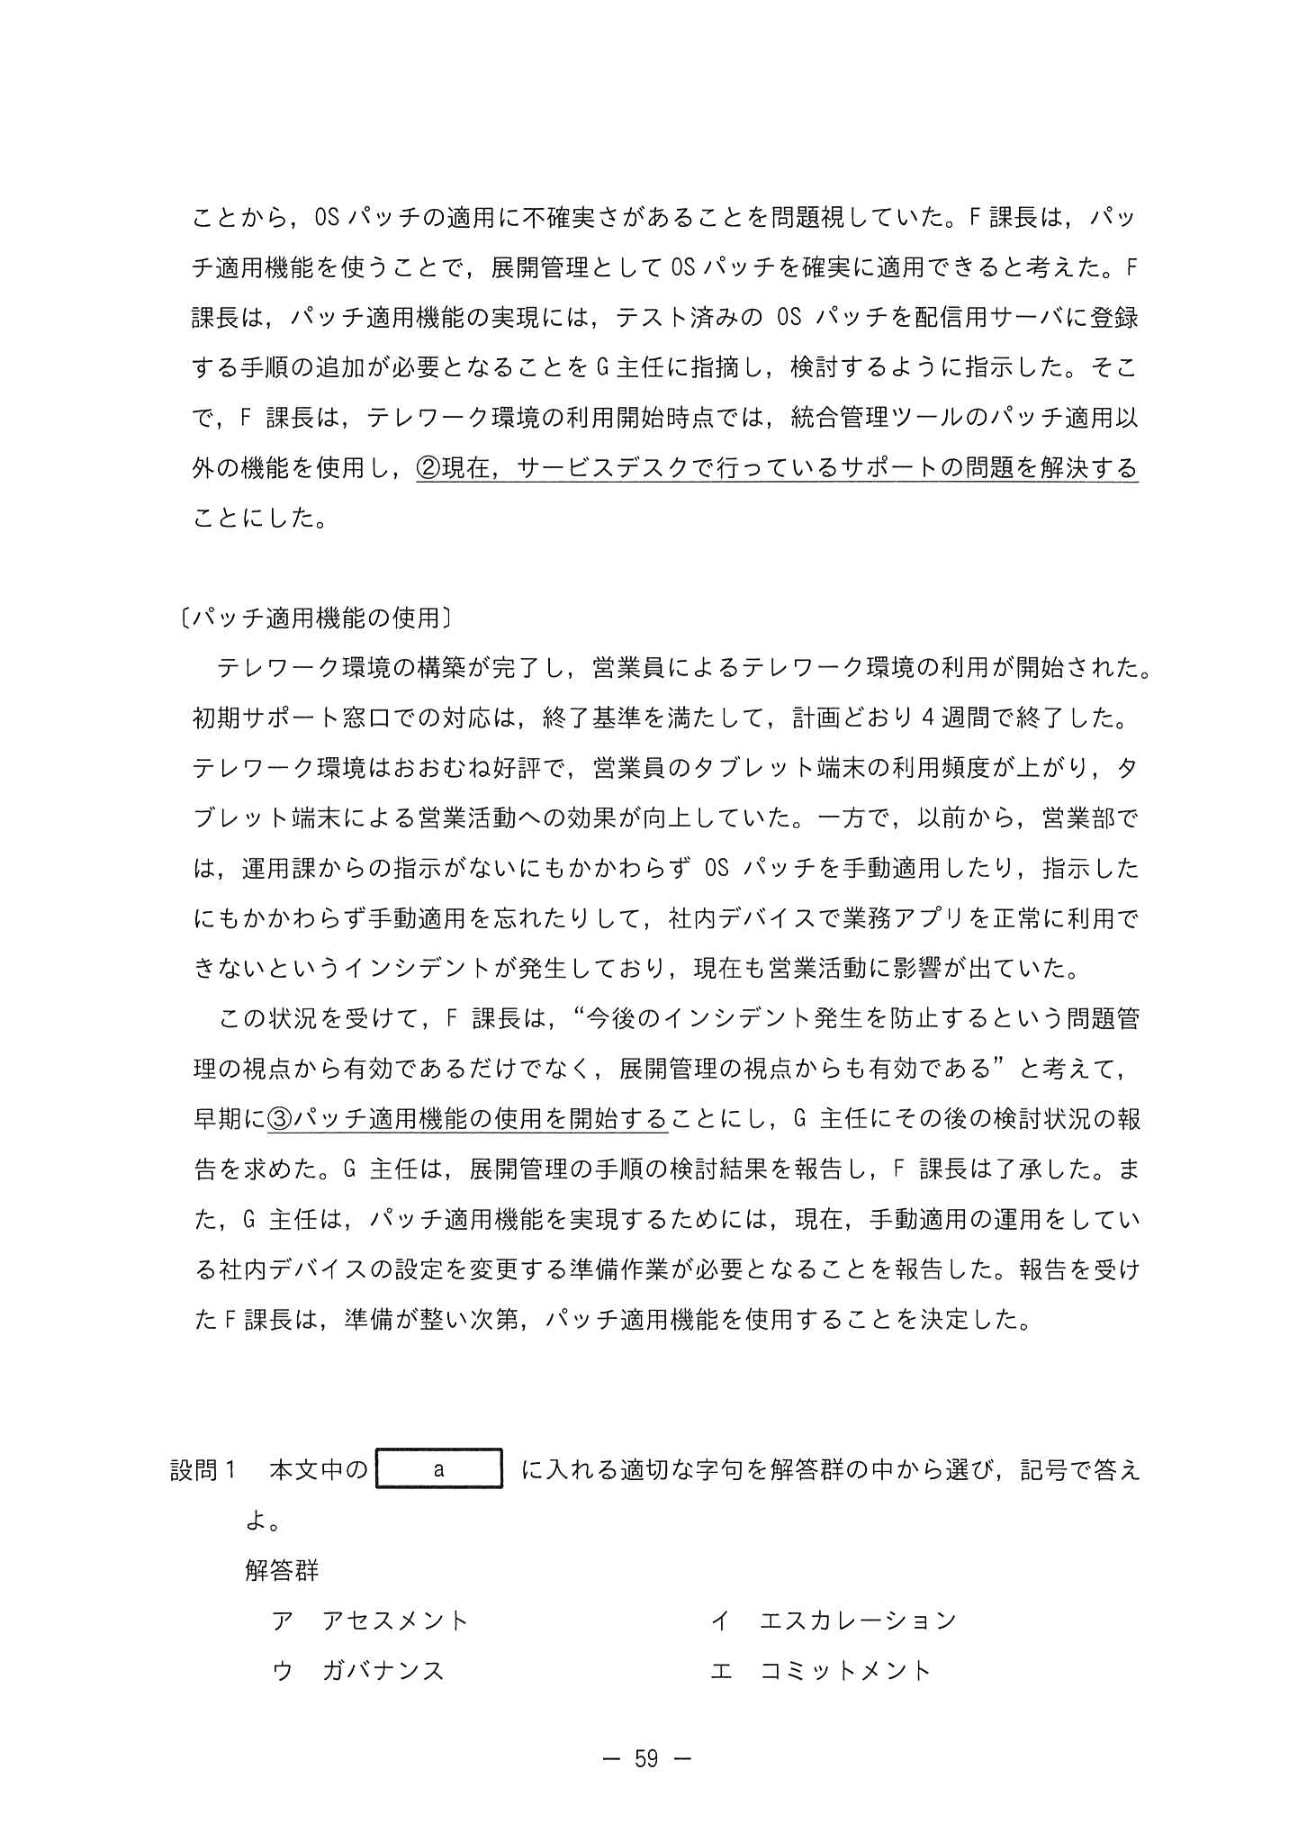 ことから，OS パッチの適用に不確実さがあることを問題視していた。F 課長は，パッ
チ適用機能を使うことで，展開管理として OS パッチを確実に適用できると考えた。F
課長は，パッチ適用機能の実現には，テスト済みの OS パッチを配信用サーバに登録
する手順の追加が必要となることを G 主任に指摘し，検討するように指示した。そこ
で，F 課長は，テレワーク環境の利用開始時点では，統合管理ツールのパッチ適用以
外の機能を使用し，②現在，サービスデスクで行っているサポートの問題を解決する
ことにした。
〔パッチ適用機能の使用〕
テレワーク環境の構築が完了し，営業員によるテレワーク環境の利用が開始された。
初期サポート窓口での対応は，終了基準を満たして，計画どおり 4 週間で終了した。
テレワーク環境はおおむね好評で，営業員のタブレット端末の利用頻度が上がり，タ
ブレット端末による営業活動への効果が向上していた。一方で，以前から，営業部で
は，運用課からの指示がないにもかかわらず OS パッチを手動適用したり，指示した
にもかかわらず手動適用を忘れたりして，社内デバイスで業務アプリを正常に利用で
きないというインシデントが発生しており，現在も営業活動に影響が出ていた。
この状況を受けて，F 課長は，“今後のインシデント発生を防止するという問題管
理の視点から有効であるだけでなく，展開管理の視点からも有効である”と考えて，
早期に③パッチ適用機能の使用を開始することにし，G 主任にその後の検討状況の報
告を求めた。G 主任は，展開管理の手順の検討結果を報告し，F 課長は了承した。ま
た，G 主任は，パッチ適用機能を実現するためには，現在，手動適用の運用をしてい
る社内デバイスの設定を変更する準備作業が必要となることを報告した。報告を受け
た F 課長は，準備が整い次第，パッチ適用機能を使用することを決定した。
設問1 本文中の a に入れる適切な字句を解答群の中から選び，記号で答え
よ。
解答群
ア アセスメント イ エスカレーション
ウ ガバナンス エ コミットメント
－ 59 －